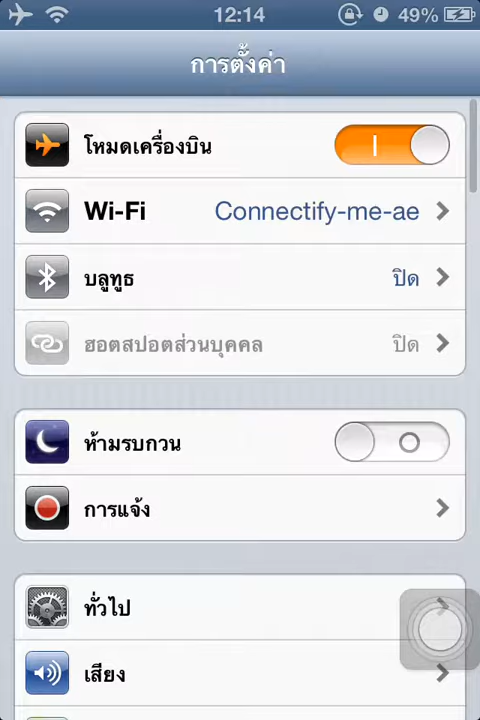 12:14 49%
การตั้งค่า
โหมดเครื่องบิน
Wi-Fi Connectify-me-ae
บลูทูธ ปิด
ฮอตสปอตส่วนบุคคล ปิด
ห้ามรบกวน
การแจ้ง
ทั่วไป
เสียง